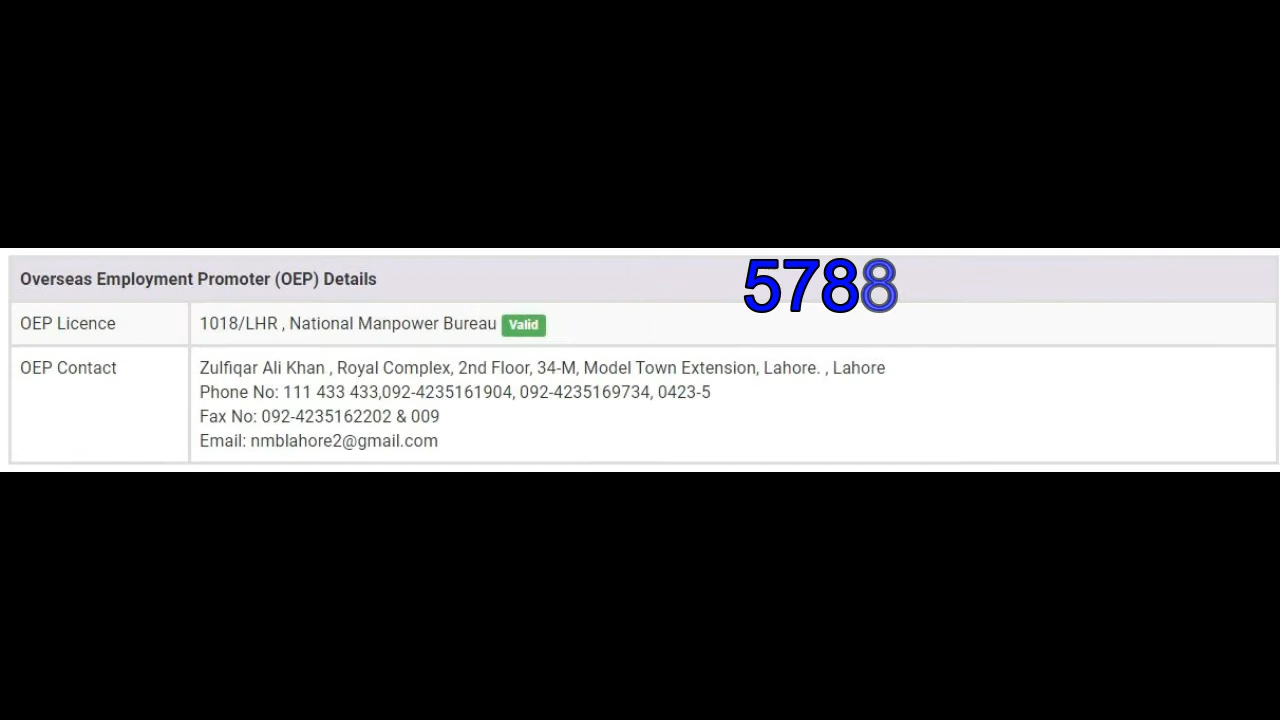 Overseas Employment Promoter (OEP) Details
5788
OEP Licence 1018/LHR , National Manpower Bureau Valid
OEP Contact Zulfiqar Ali Khan , Royal Complex, 2nd Floor, 34-M, Model Town Extension, Lahore. , Lahore
Phone No: 111 433 433,092-4235161904, 092-4235169734, 0423-5
Fax No: 092-4235162202 & 009
Email: nmblahore2@gmail.com